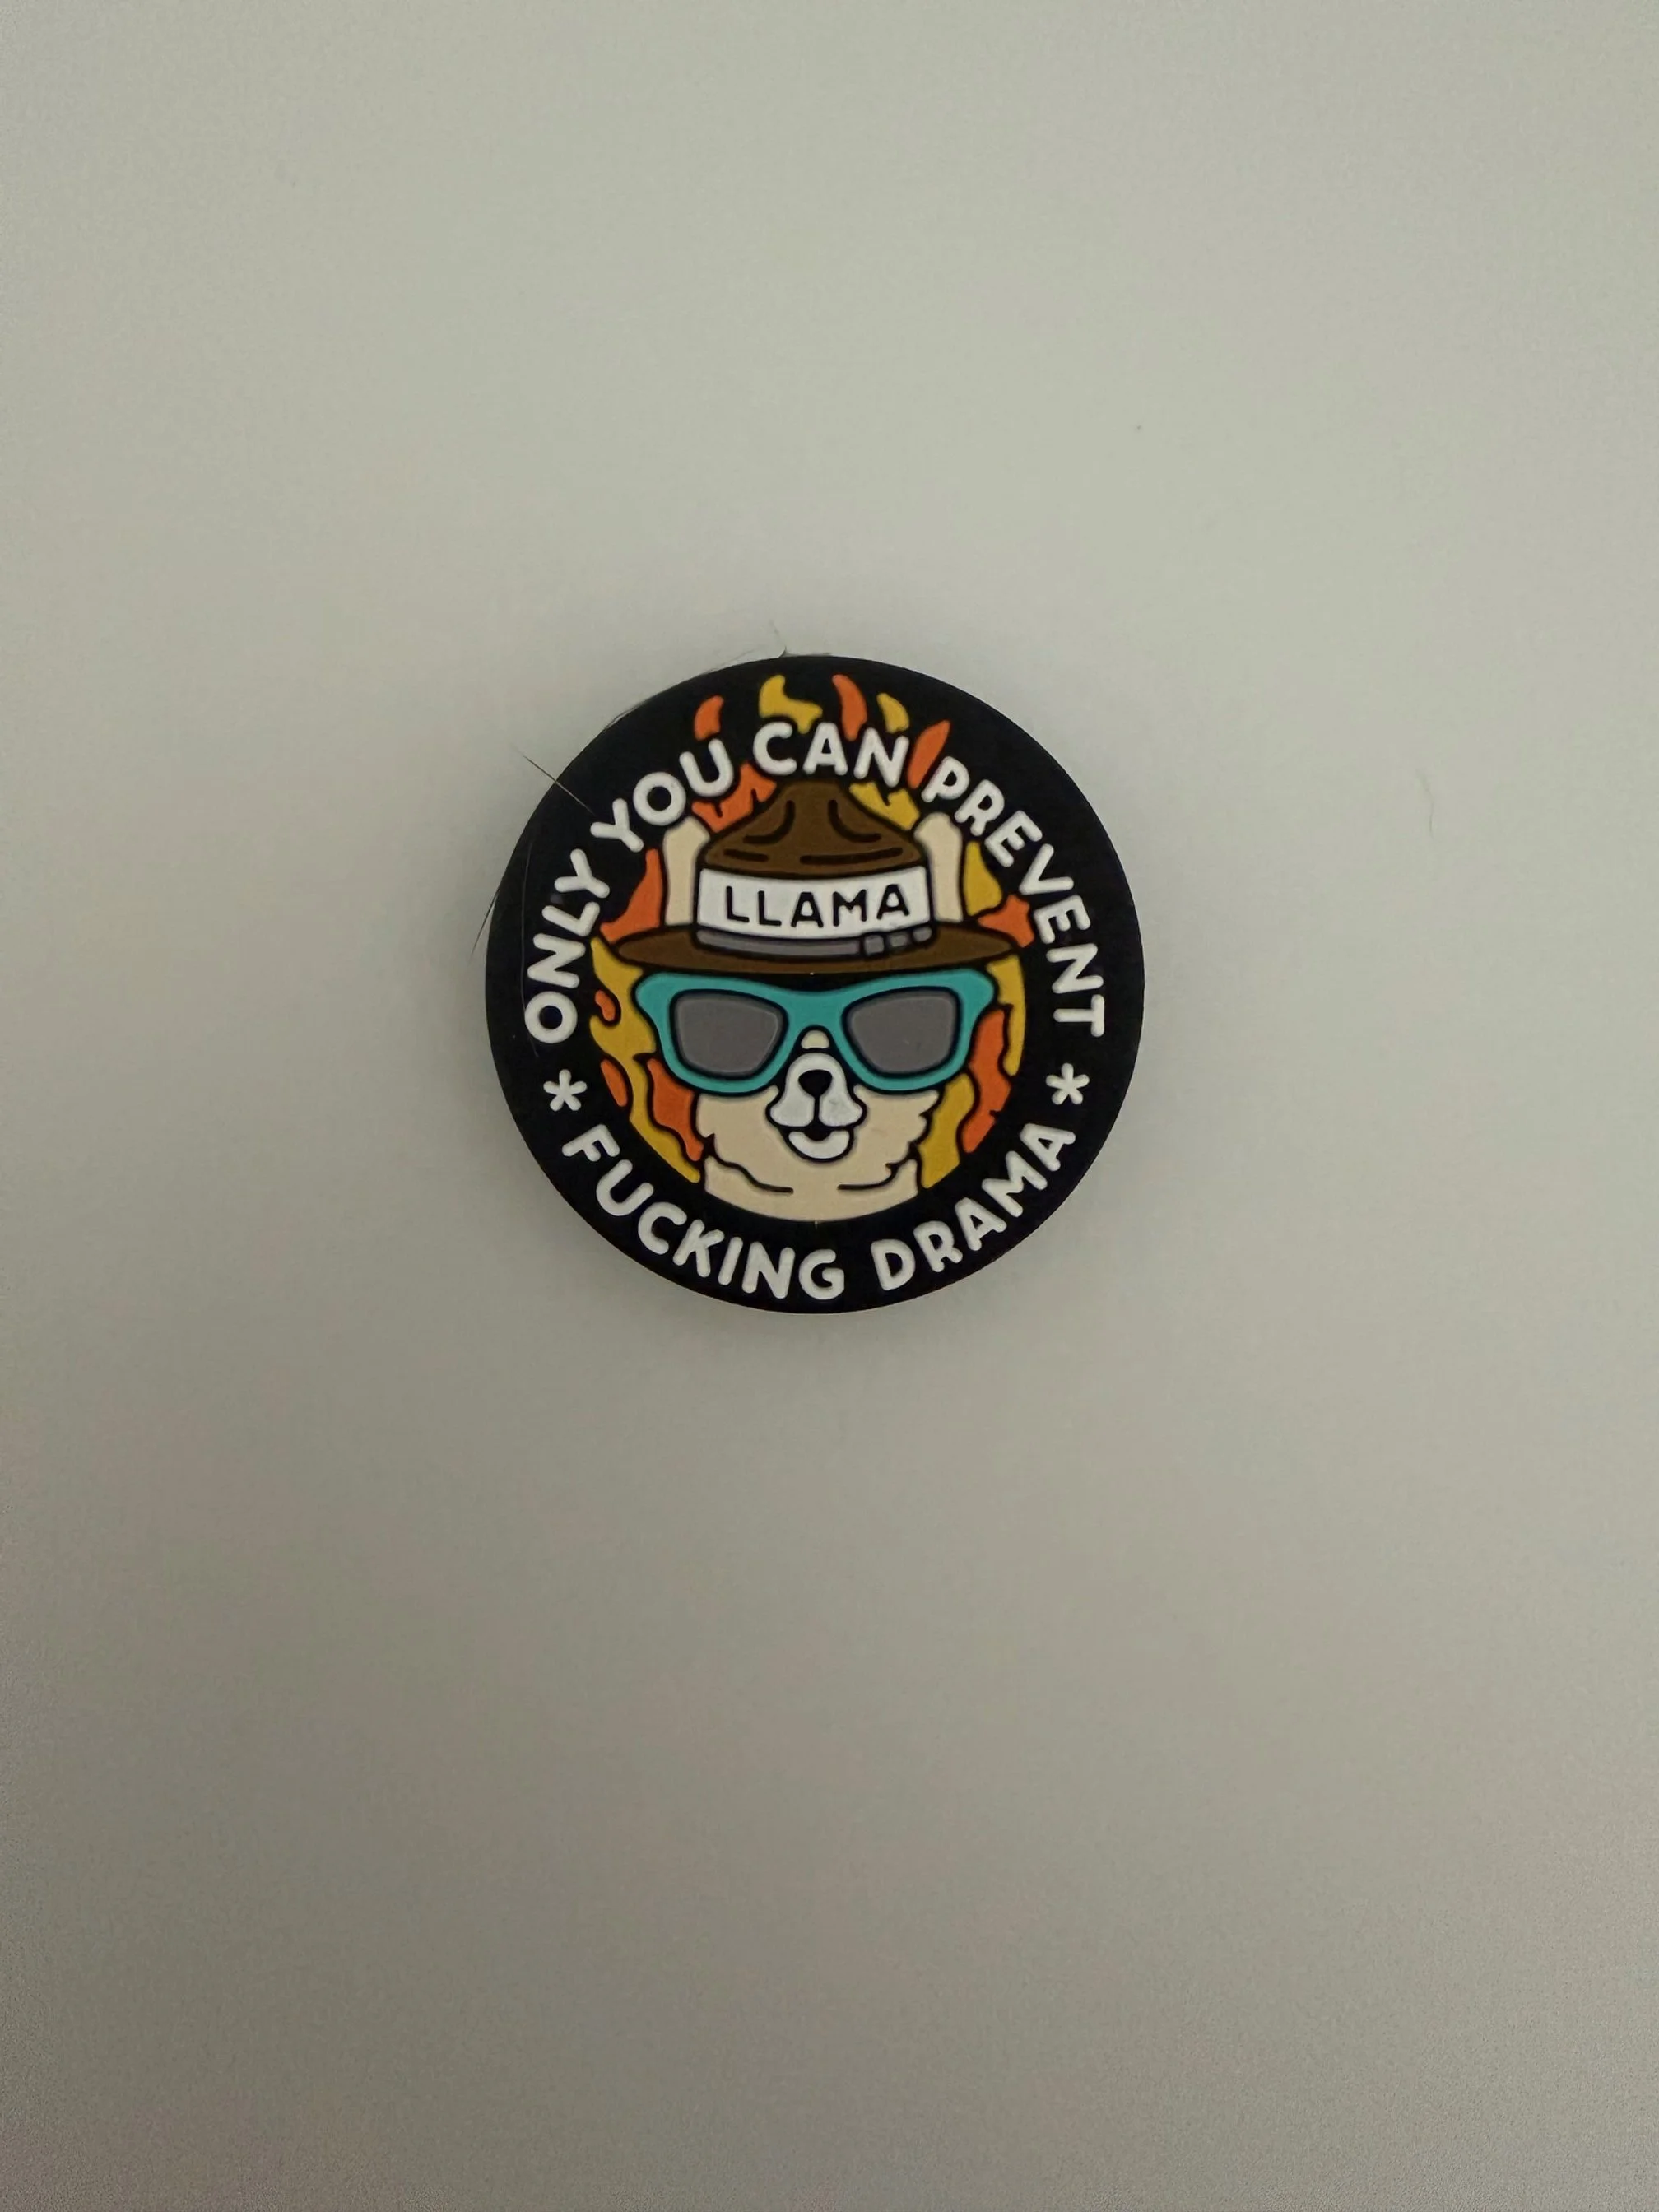 ONLY YOU CAN PREVENT
LLAMA
* FUCKING DRAMA *